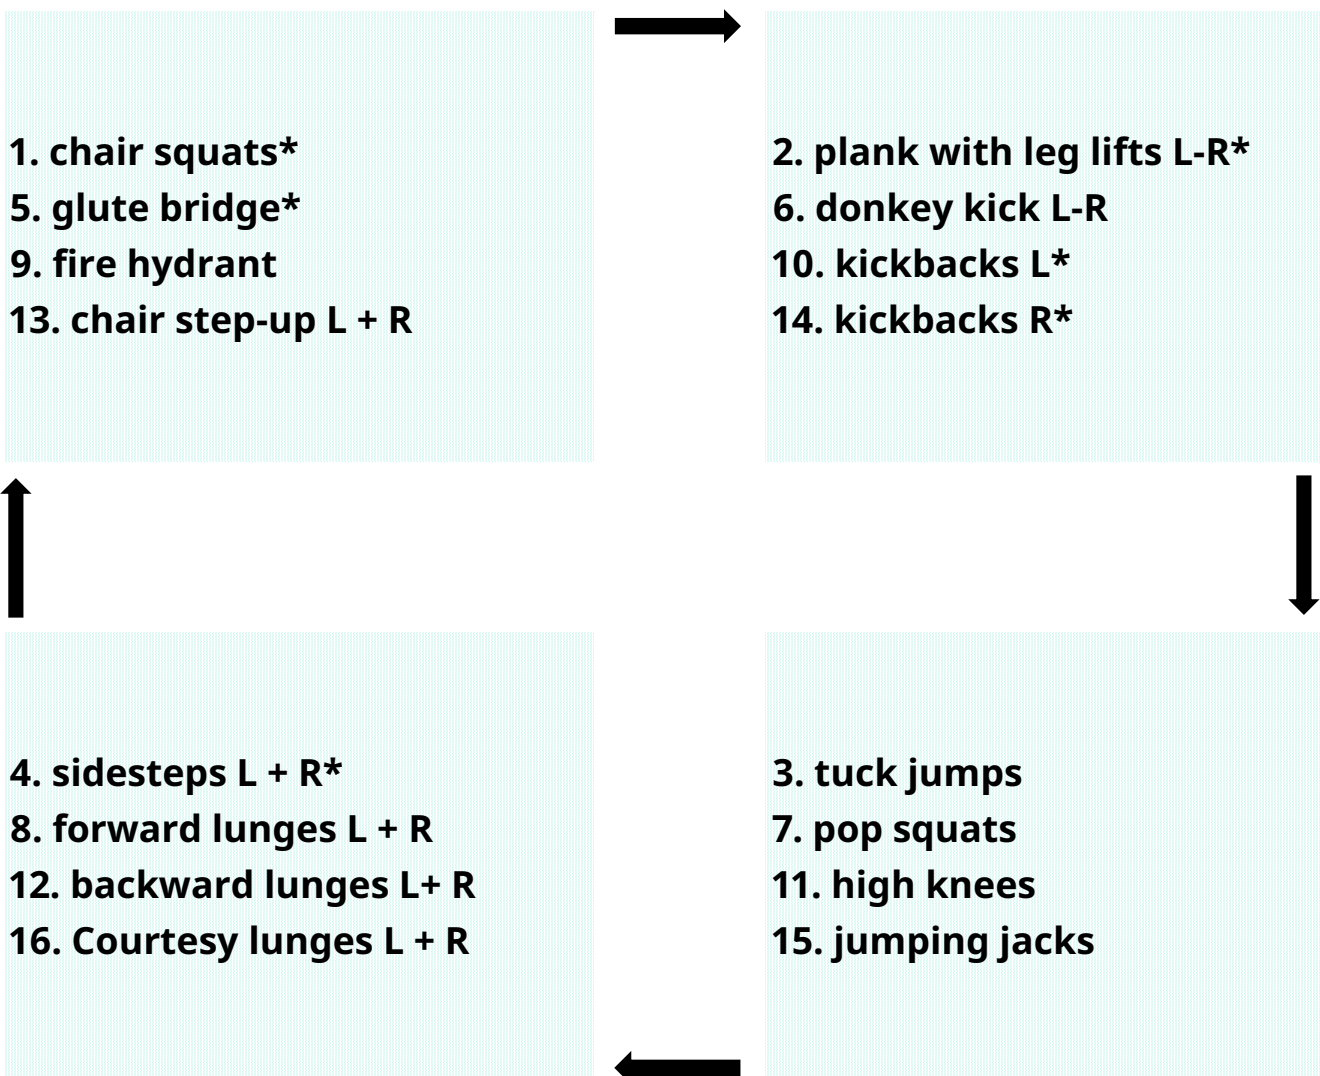 1. chair squats*
5. glute bridge*
9. fire hydrant
13. chair step-up L + R
2. plank with leg lifts L-R*
6. donkey kick L-R
10. kickbacks L*
14. kickbacks R*
4. sidesteps L + R*
8. forward lunges L + R
12. backward lunges L+ R
16. Courtesy lunges L + R
3. tuck jumps
7. pop squats
11. high knees
15. jumping jacks